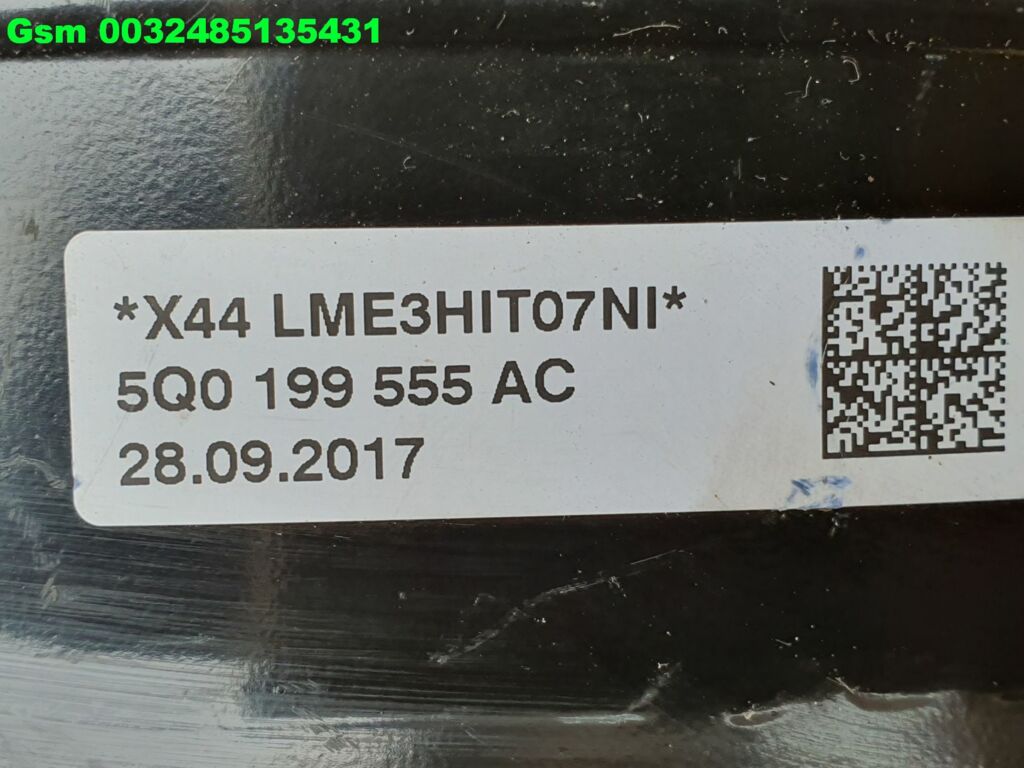 Gsm 0032485135431
*X44 LME3HIT07NI*
5Q0 199 555 AC
28.09.2017